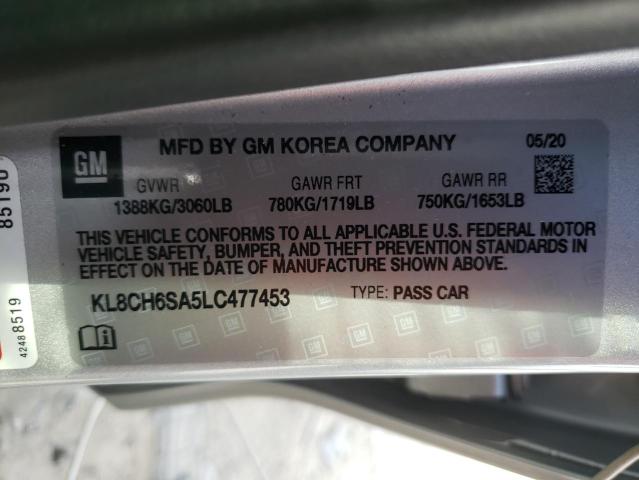 GM
MFD BY GM KOREA COMPANY
05/20
GVWR
GAWR FRT
GAWR RR
1388KG/3060LB
780KG/1719LB
750KG/1653LB
THIS VEHICLE CONFORMS TO ALL APPLICABLE U.S. FEDERAL MOTOR
VEHICLE SAFETY, BUMPER, AND THEFT PREVENTION STANDARDS IN
EFFECT ON THE DATE OF MANUFACTURE SHOWN ABOVE.
KL8CH6SA5LC477453
TYPE: PASS CAR
85190
42488519